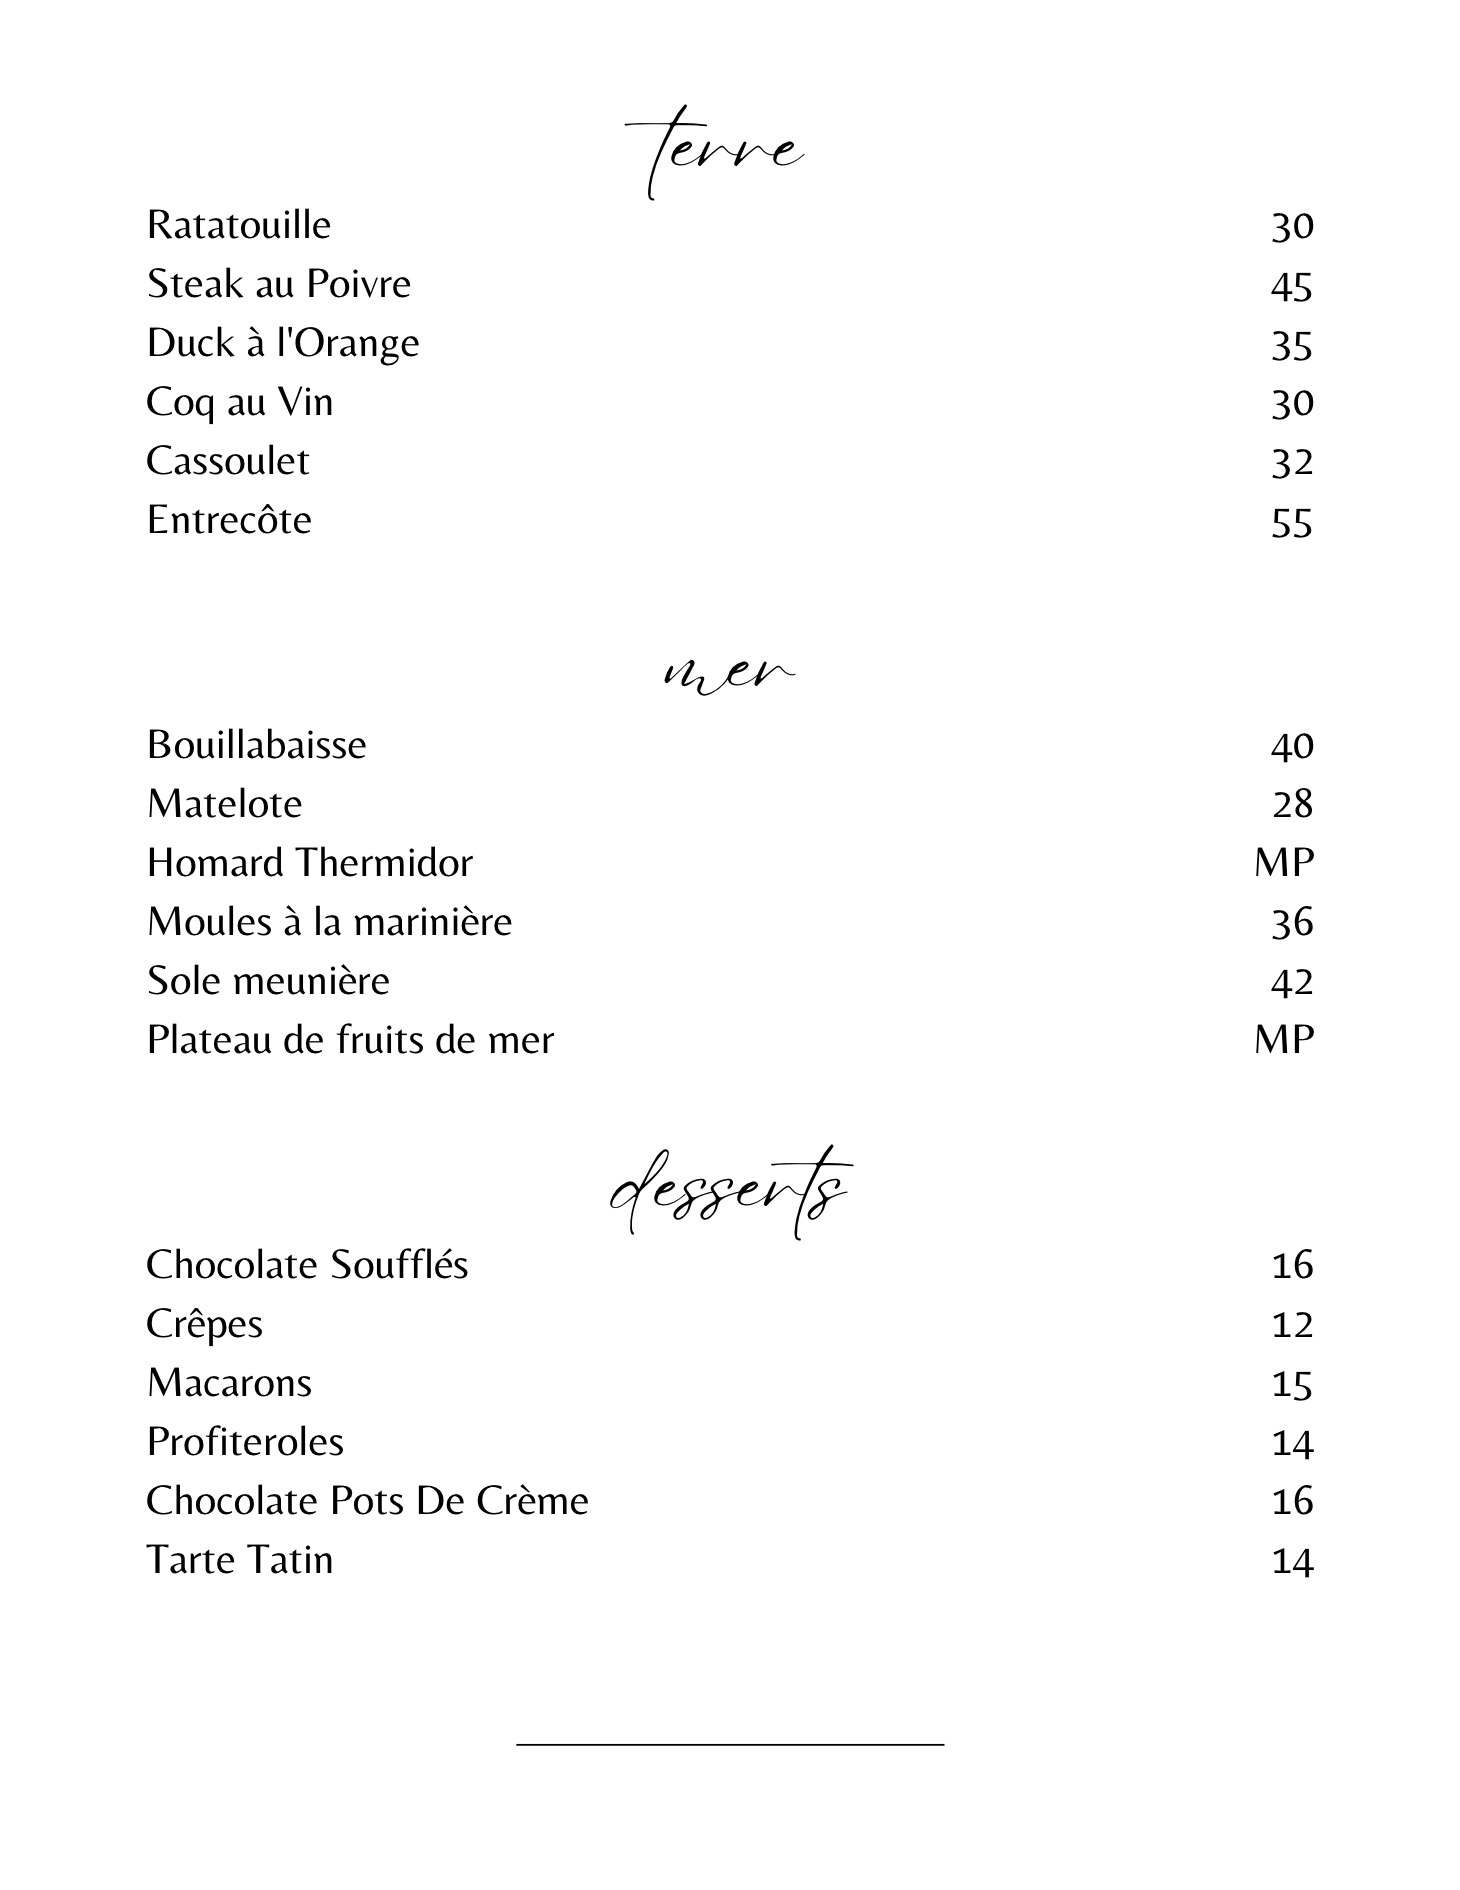 terre
Ratatouille 30
Steak au Poivre 45
Duck à l'Orange 35
Coq au Vin 30
Cassoulet 32
Entrecôte 55
mer
Bouillabaisse 40
Matelote 28
Homard Thermidor MP
Moules à la marinière 36
Sole meunière 42
Plateau de fruits de mer MP
desserts
Chocolate Soufflés 16
Crêpes 12
Macarons 15
Profiteroles 14
Chocolate Pots De Crème 16
Tarte Tatin 14